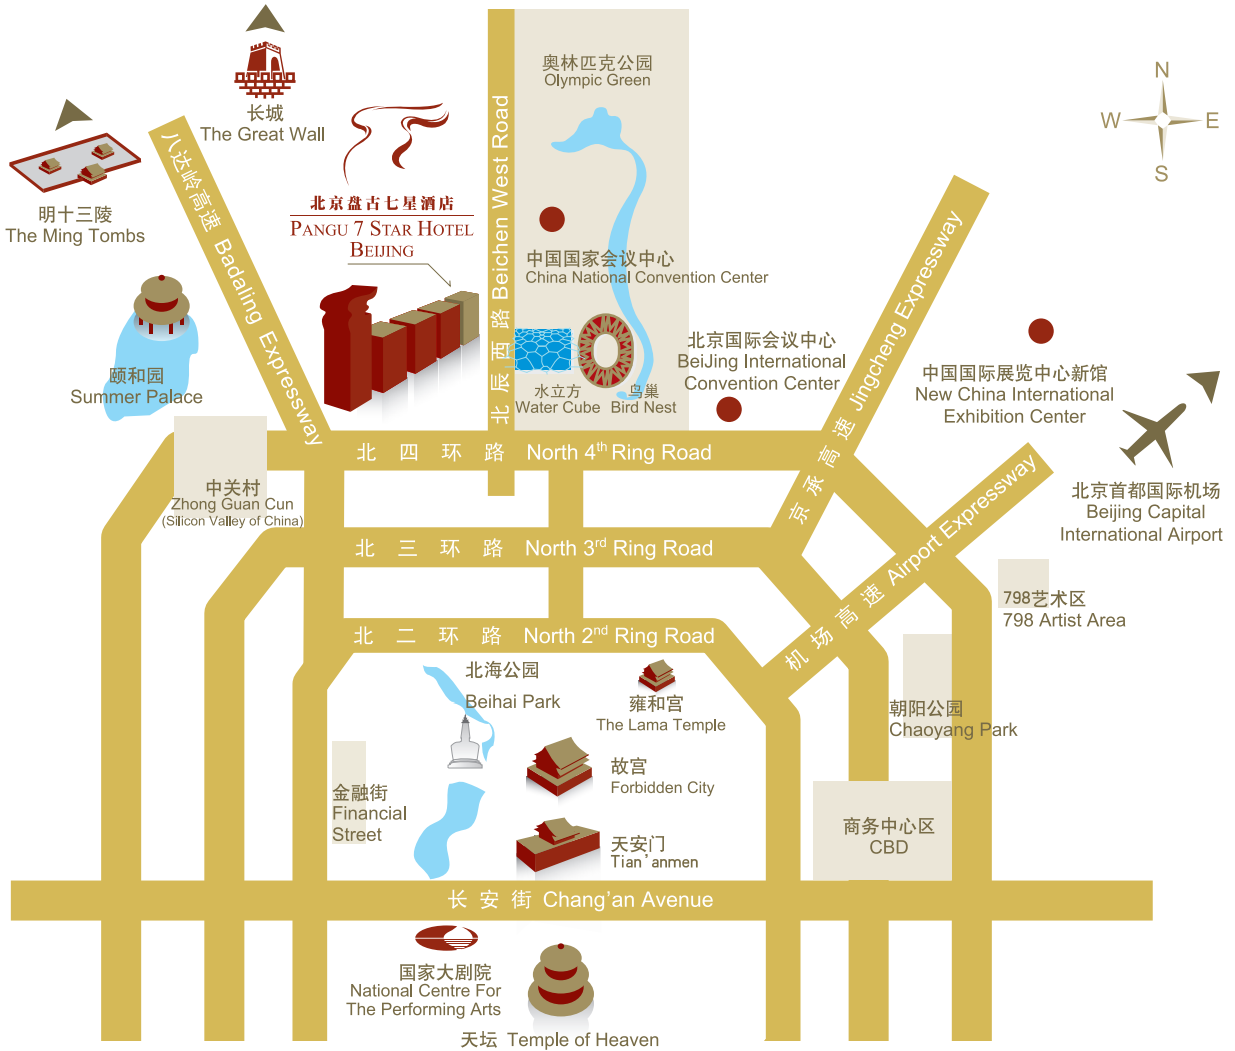 长城
The Great Wall
明十三陵
The Ming Tombs
八达岭高速 Badaling Expressway
北京盘古七星酒店
PANGU 7 STAR HOTEL
BEIJING
北辰西路 Beichen West Road
奥林匹克公园
Olympic Green
中国国家会议中心
China National Convention Center
水立方
Water Cube
鸟巢
Bird Nest
北京国际会议中心
BeiJing International
Convention Center
N
W
E
S
京承高速 Jingcheng Expressway
中国国际展览中心新馆
New China International
Exhibition Center
北京首都国际机场
Beijing Capital
International Airport
颐和园
Summer Palace
中关村
Zhong Guan Cun
(Silicon Valley of China)
北四环路 North 4th Ring Road
北三环路 North 3rd Ring Road
北二环路 North 2nd Ring Road
机场高速 Airport Expressway
798艺术区
798 Artist Area
朝阳公园
Chaoyang Park
北海公园
Beihai Park
雍和宫
The Lama Temple
故宫
Forbidden City
金融街
Financial
Street
天安门
Tian'anmen
商务中心区
CBD
长安街 Chang'an Avenue
国家大剧院
National Centre For
The Performing Arts
天坛 Temple of Heaven